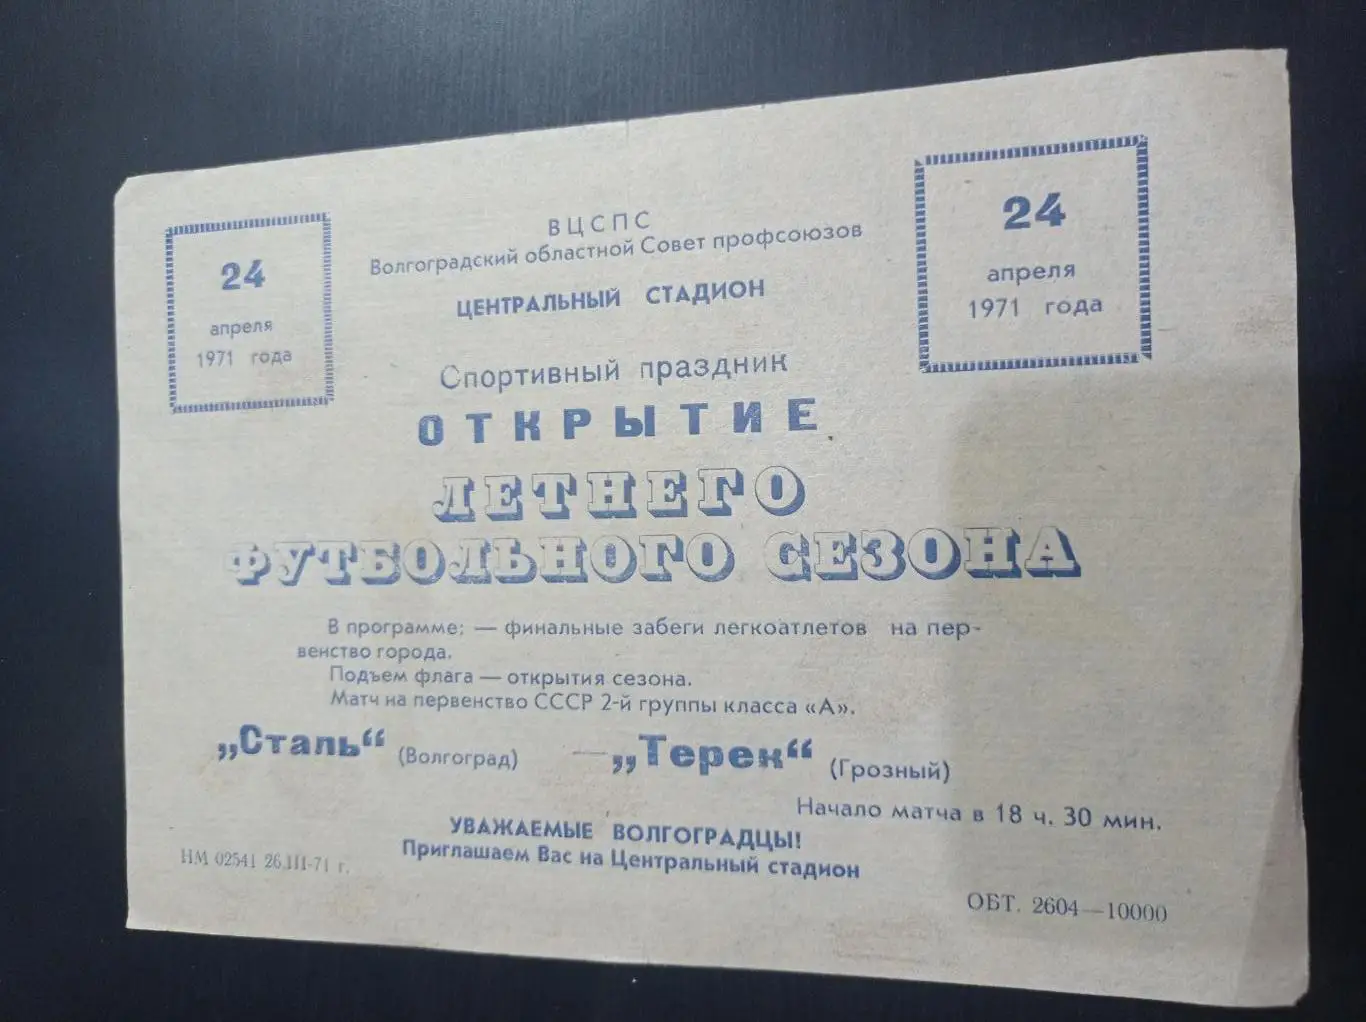 24
апреля
1971 года
ВЦСПС
Волгоградский областной Совет профсоюзов
ЦЕНТРАЛЬНЫЙ СТАДИОН
24
апреля
1971 года
Спортивный праздник
ОТКРЫТИЕ
ЛЕТНЕГО
ФУТБОЛЬНОГО СЕЗОНА
В программе: — финальные забеги легкоатлетов на пер-
венство города.
Подъем флага — открытия сезона.
Матч на первенство СССР 2-й группы класса «А».
„Сталь“ (Волгоград) — „Терек“ (Грозный)
Начало матча в 18 ч. 30 мин.
УВАЖАЕМЫЕ ВОЛГОГРАДЦЫ!
Приглашаем Вас на Центральный стадион
НМ 02541 26.III-71 г.
ОБТ. 2604—10000